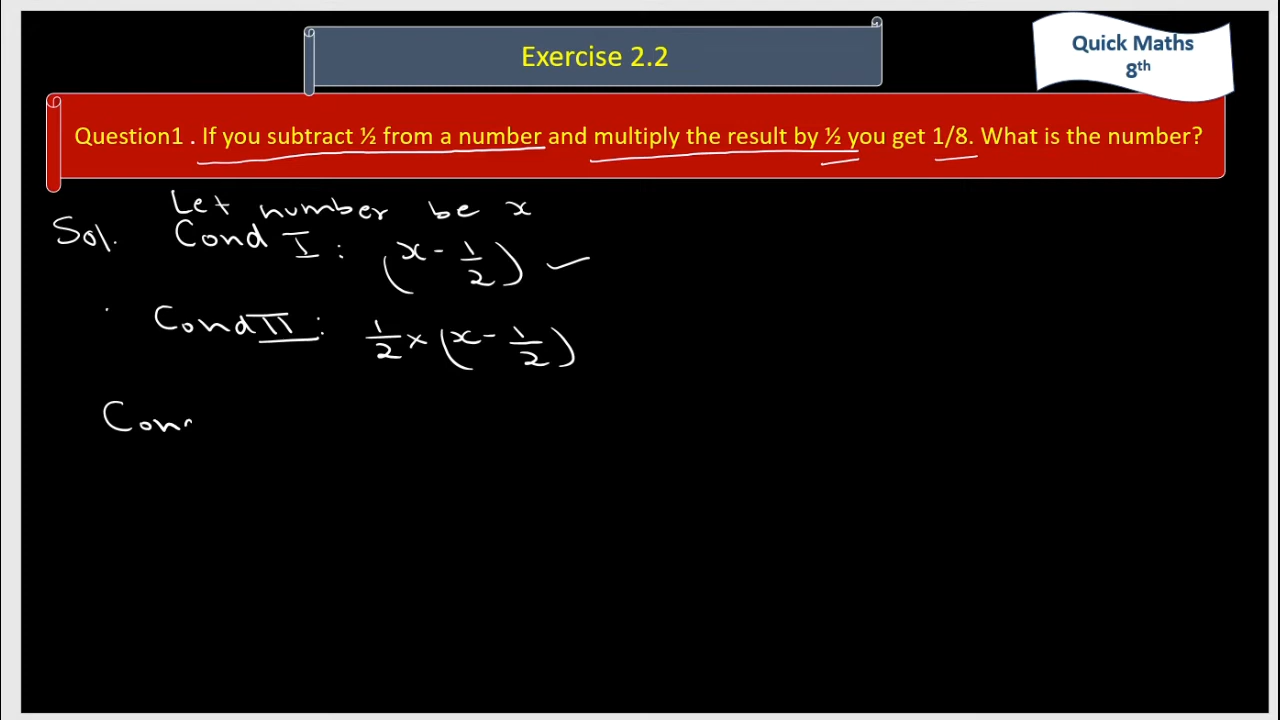 Exercise 2.2
Quick Maths
8th
Question1 . If you subtract ½ from a number and multiply the result by ½ you get 1/8. What is the number?
Let number be x
Sol. Cond I : (x - 1/2) ✓
Cond II : 1/2 × (x - 1/2)
Con